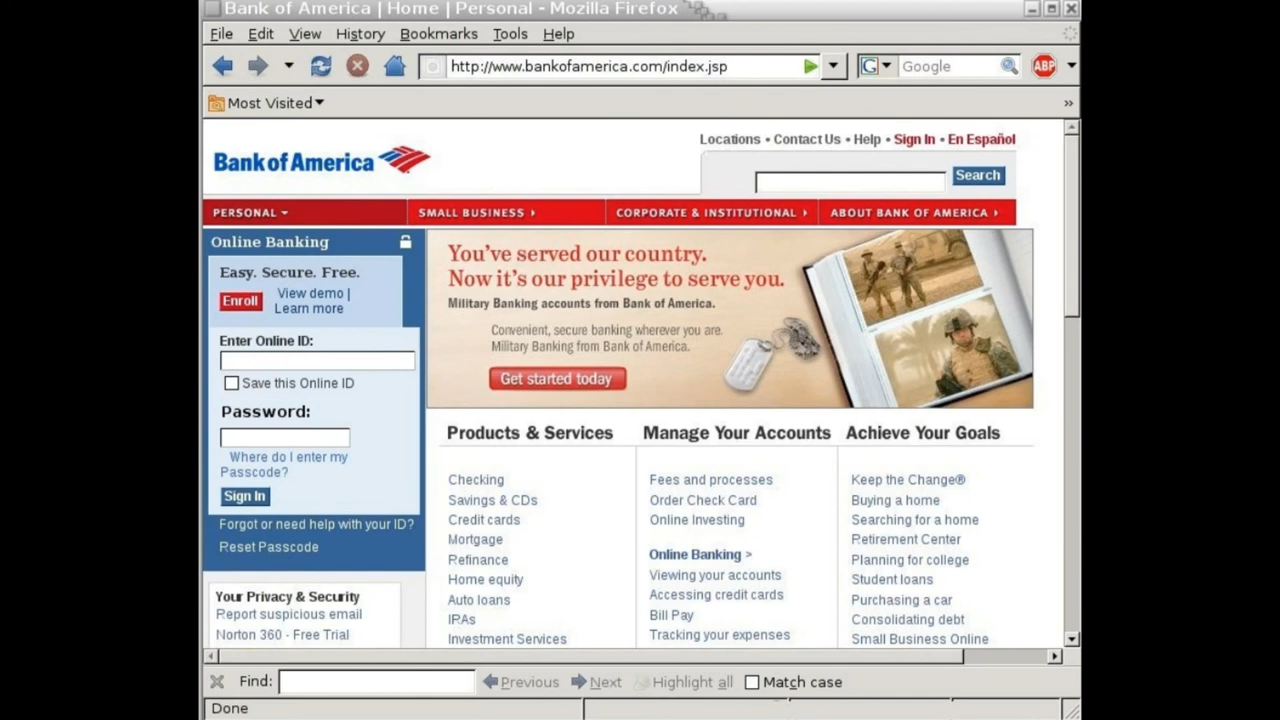 Bank of America | Home | Personal - Mozilla Firefox
File Edit View History Bookmarks Tools Help
http://www.bankofamerica.com/index.jsp
G Google
ABP
Most Visited
»
Locations • Contact Us • Help • Sign In • En Español
Bank of America
Search
PERSONAL SMALL BUSINESS CORPORATE & INSTITUTIONAL ABOUT BANK OF AMERICA
Online Banking
Easy. Secure. Free.
Enroll
View demo |
Learn more
Enter Online ID:
Save this Online ID
Password:
Where do I enter my
Passcode?
Sign In
Forgot or need help with your ID?
Reset Passcode
Your Privacy & Security
Report suspicious email
Norton 360 - Free Trial
You've served our country.
Now it's our privilege to serve you.
Military Banking accounts from Bank of America.
Convenient, secure banking wherever you are.
Military Banking from Bank of America.
Get started today
Products & Services
Checking
Savings & CDs
Credit cards
Mortgage
Refinance
Home equity
Auto loans
IRAs
Investment Services
Manage Your Accounts
Fees and processes
Order Check Card
Online Investing
Online Banking >
Viewing your accounts
Accessing credit cards
Bill Pay
Tracking your expenses
Achieve Your Goals
Keep the Change®
Buying a home
Searching for a home
Retirement Center
Planning for college
Student loans
Purchasing a car
Consolidating debt
Small Business Online
Find: Previous Next Highlight all Match case
Done